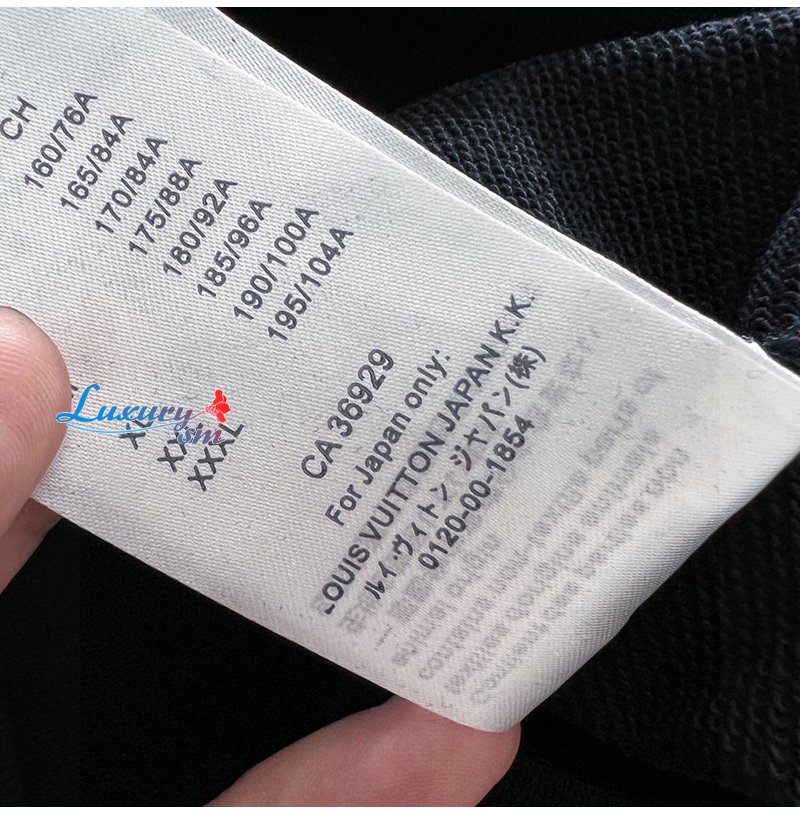 CH
160/76A
165/84A
170/84A
175/88A
180/92A
185/96A
190/100A
195/104A
XXXL
Luxury
sm
CA 36929
For Japan only:
LOUIS VUITTON JAPAN K.K.
ルイ・ヴィトン ジャパン(株)
0120-00-1854